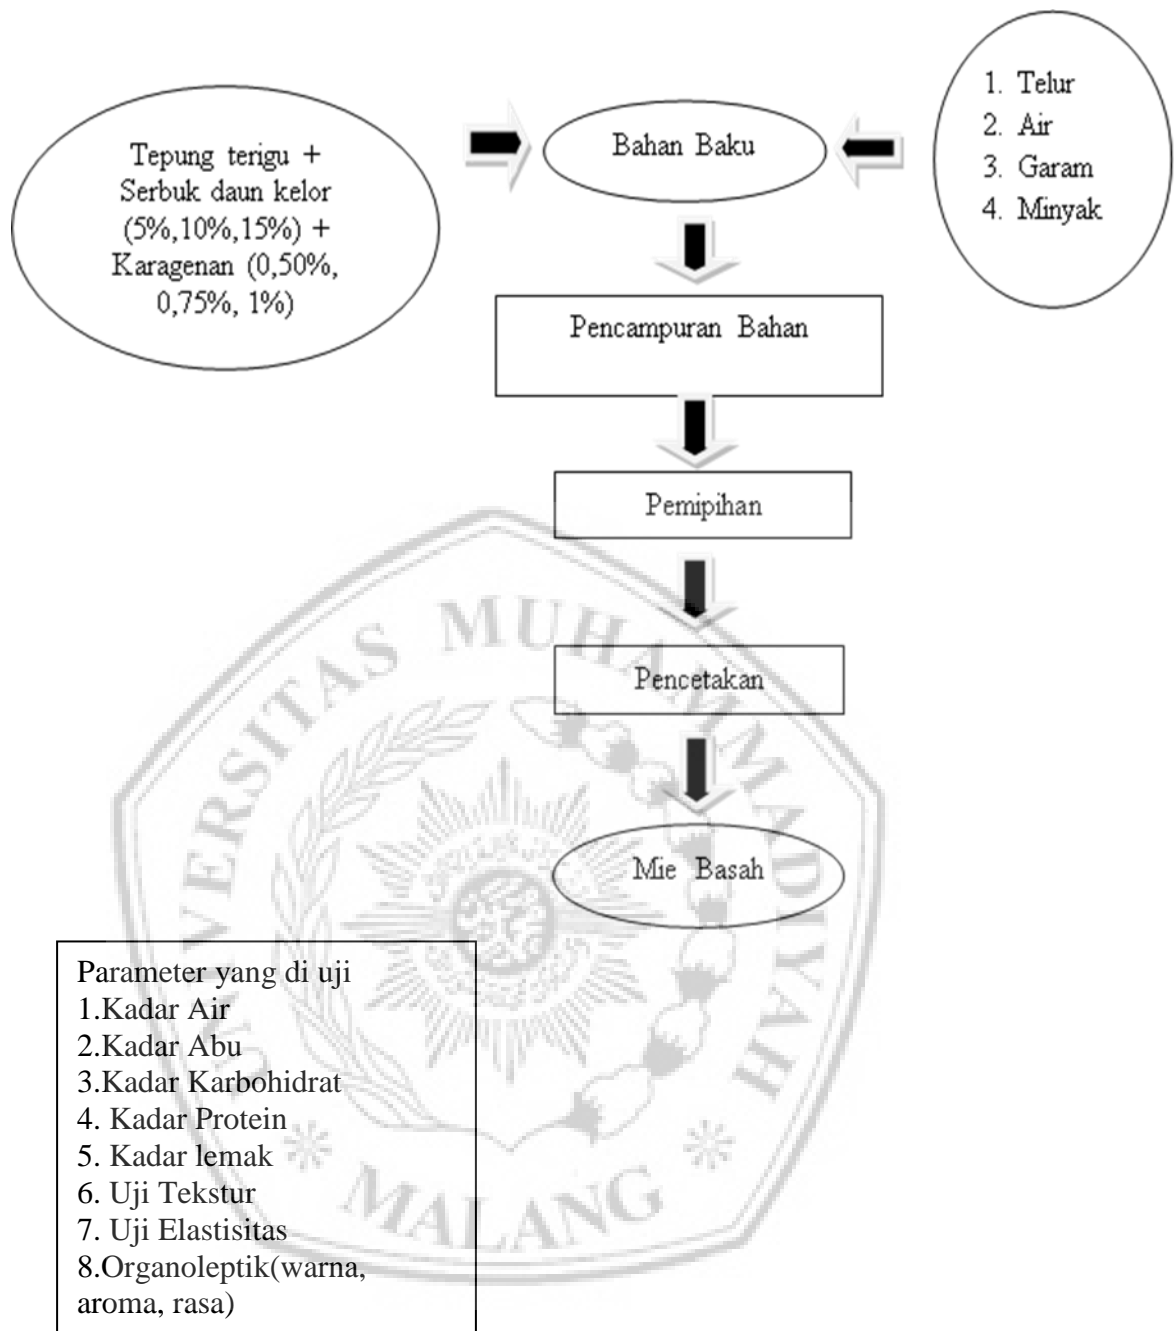 Tepung terigu +
Serbuk daun kelor
(5%,10%,15%) +
Karagenan (0,50%,
0,75%, 1%)
Bahan Baku
1. Telur
2. Air
3. Garam
4. Minyak
Pencampuran Bahan
Pemipihan
Pencetakan
Mie Basah
Parameter yang di uji
1.Kadar Air
2.Kadar Abu
3.Kadar Karbohidrat
4. Kadar Protein
5. Kadar lemak
6. Uji Tekstur
7. Uji Elastisitas
8.Organoleptik(warna,
aroma, rasa)
UNIVERSITAS MUHAMMADIYAH
MALANG